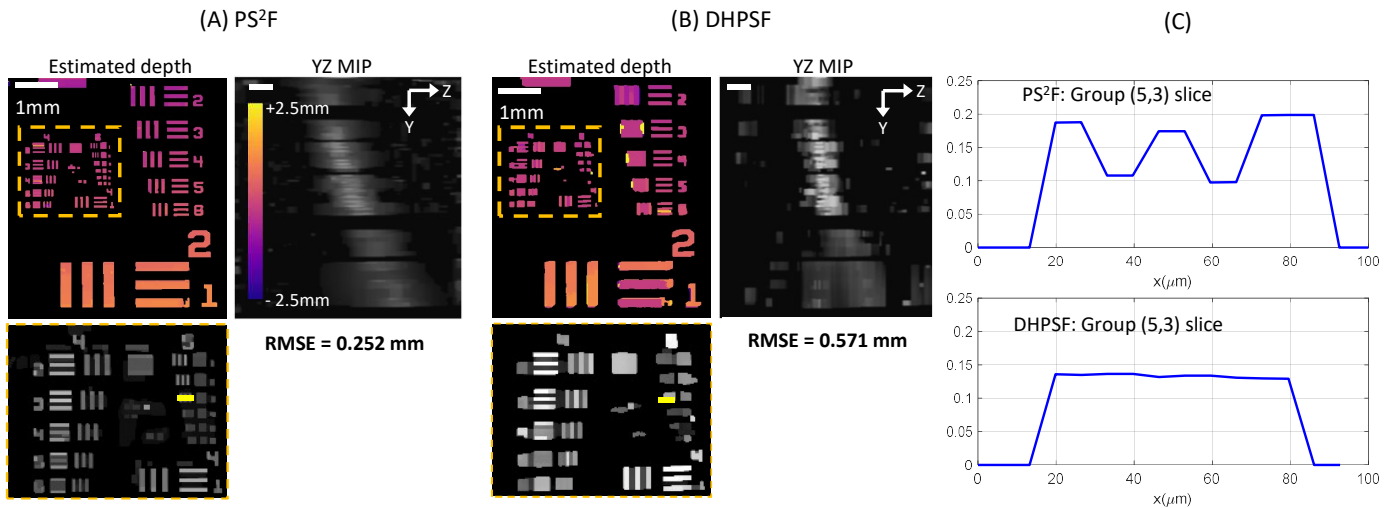 (A) PS²F
(B) DHPSF
(C)
Estimated depth
YZ MIP
Estimated depth
YZ MIP
1mm
2
3
4
5
6
2
1
+2.5mm
- 2.5mm
Z
Y
RMSE = 0.252 mm
1mm
2
3
5
2
1
Z
Y
RMSE = 0.571 mm
PS²F: Group (5,3) slice
0.25
0.2
0.15
0.1
0.05
0
0 20 40 60 80 100
x(μm)
DHPSF: Group (5,3) slice
0.25
0.2
0.15
0.1
0.05
0
0 20 40 60 80 100
x(μm)